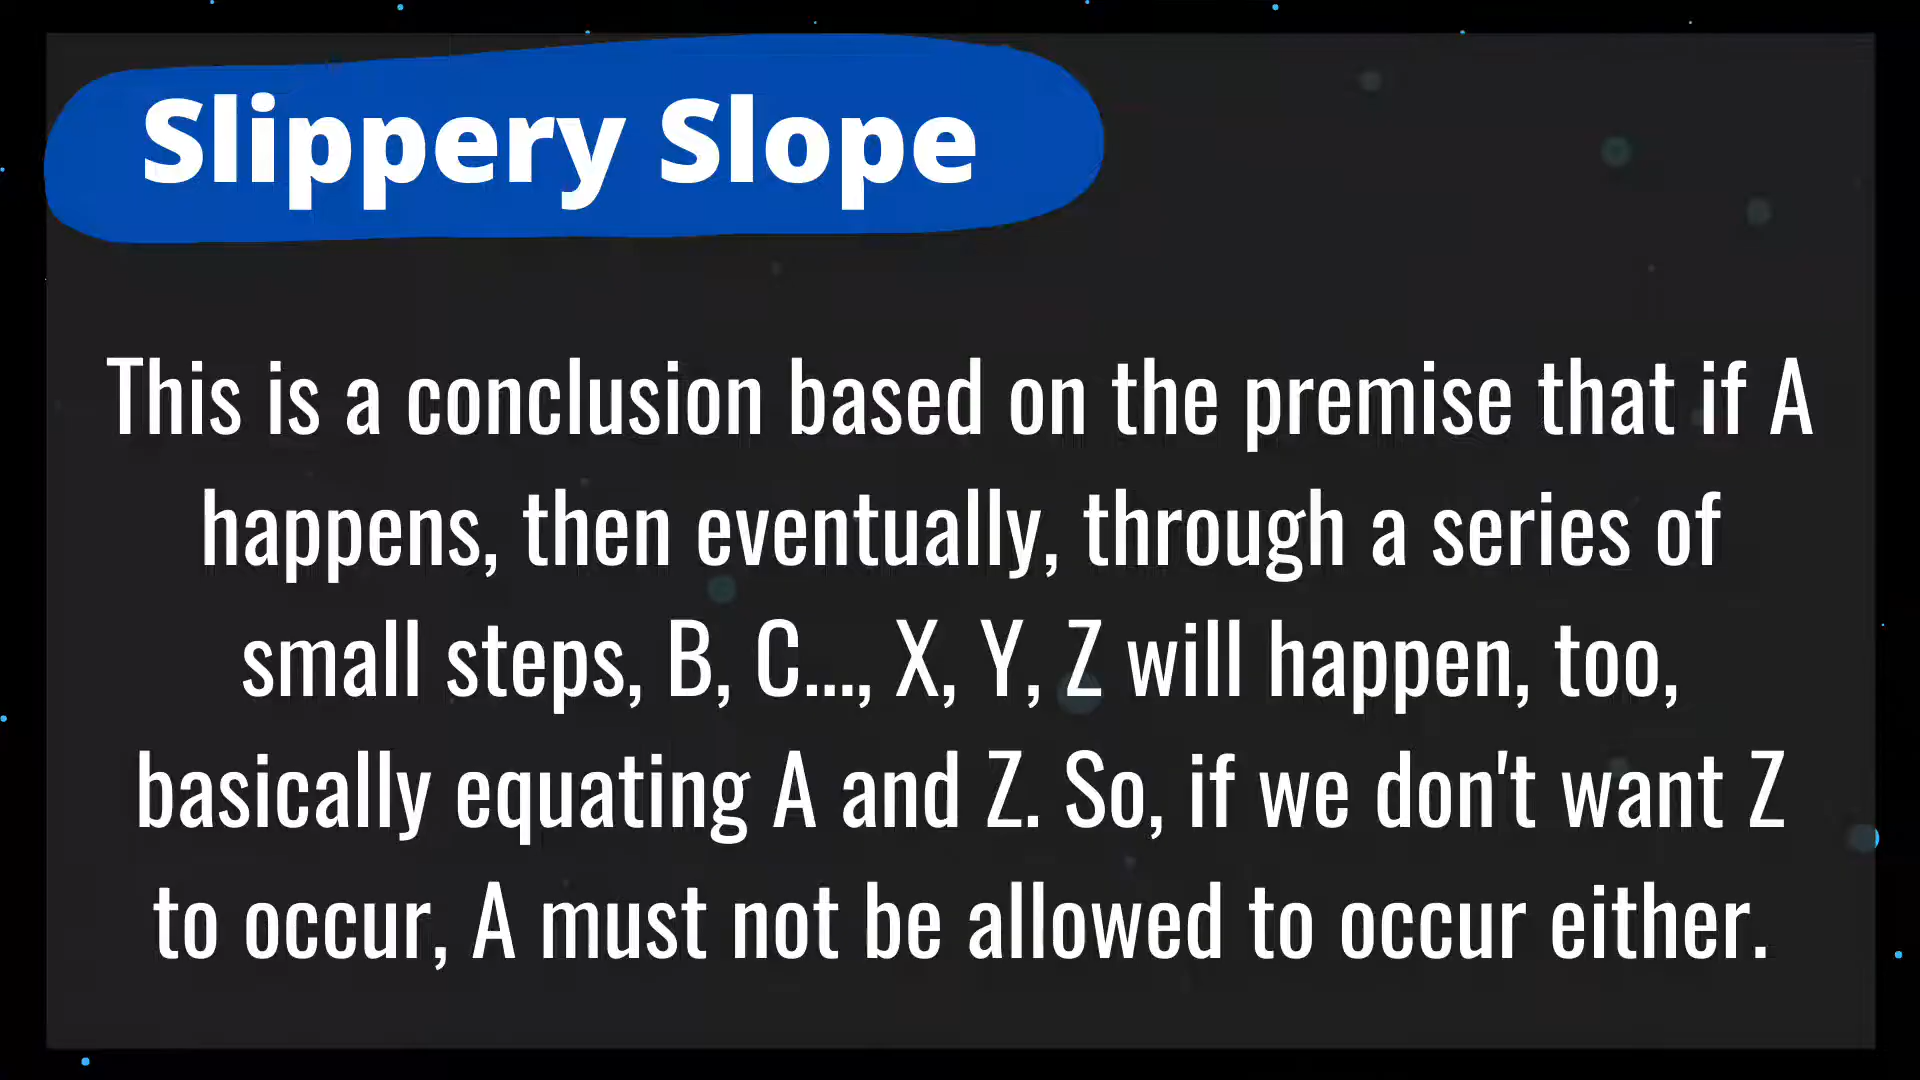 Slippery Slope
This is a conclusion based on the premise that if A
happens, then eventually, through a series of
small steps, B, C..., X, Y, Z will happen, too,
basically equating A and Z. So, if we don't want Z
to occur, A must not be allowed to occur either.